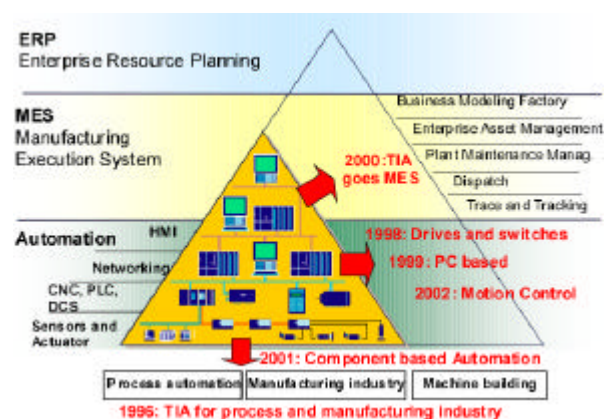 ERP
Enterprise Resource Planning
Business Modeling Factory
MES
Manufacturing
Execution System
Enterprise Asset Management
2000:TIA
goes MES
Plant Maintenance Manag.
Dispatch
Trace and Tracking
Automation
HMI
1998: Drives and switches
Networking
1999: PC based
CNC, PLC,
DCS
2002: Motion Control
Sensors and
Actuator
2001: Component based Automation
Process automation
Manufacturing industry
Machine building
1996: TIA for process and manufacturing industry